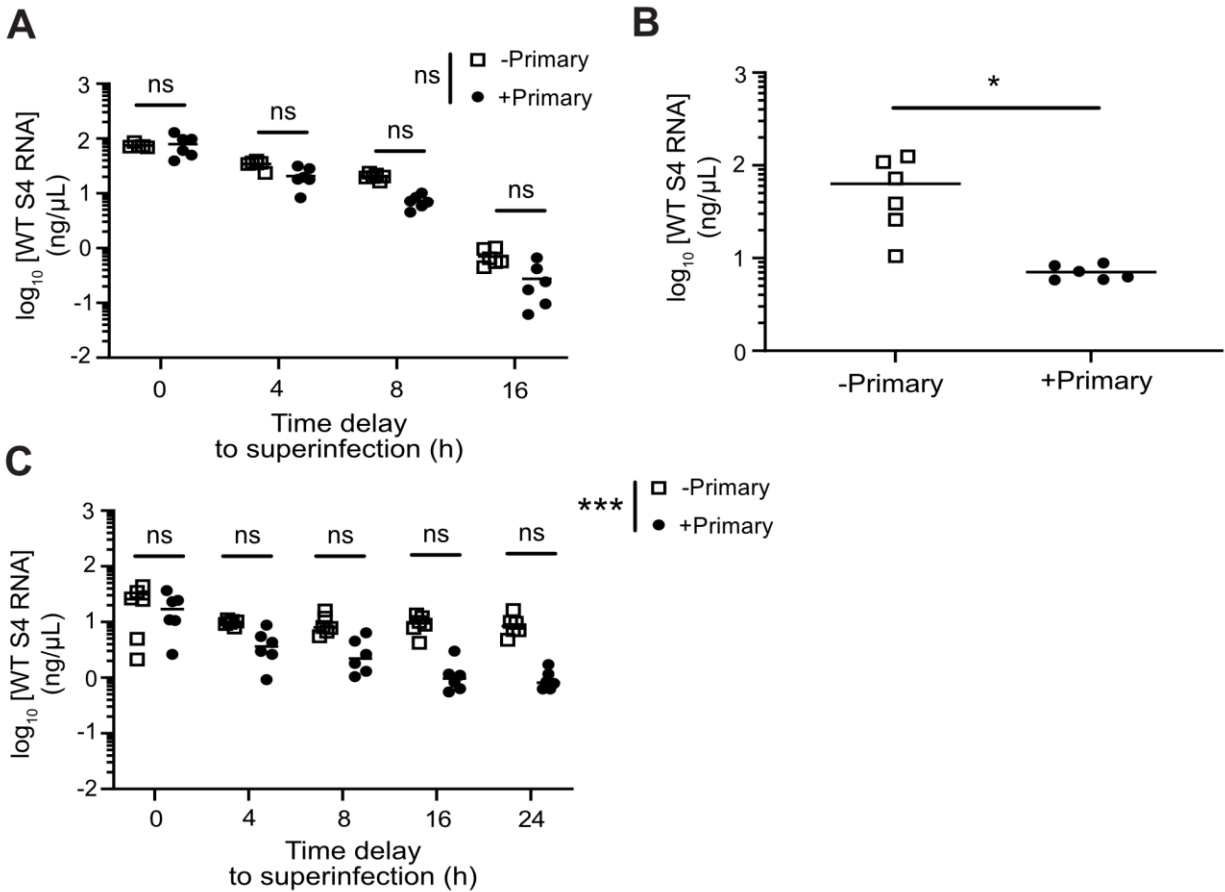 A
ns
-Primary
+Primary
ns
ns
ns
ns
3
2
1
0
-1
-2
log10 [WT S4 RNA]
(ng/µL)
0
4
8
16
Time delay
to superinfection (h)
B
*
3
2
1
0
log10 [WT S4 RNA]
(ng/µL)
-Primary
+Primary
C
***
-Primary
+Primary
ns
ns
ns
ns
ns
3
2
1
0
-1
-2
log10 [WT S4 RNA]
(ng/µL)
0
4
8
16
24
Time delay
to superinfection (h)